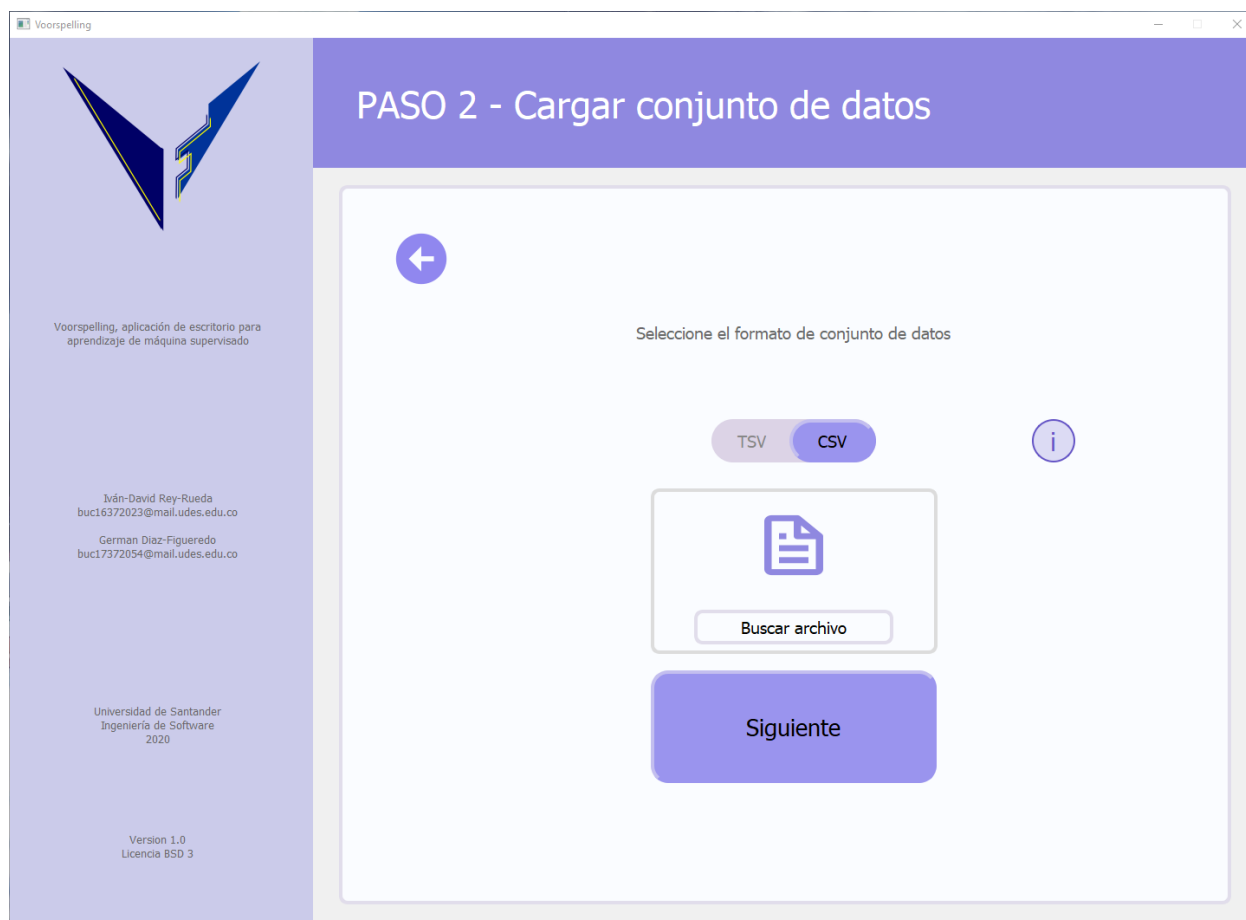 Voorspelling
PASO 2 - Cargar conjunto de datos
Voorspelling, aplicación de escritorio para
aprendizaje de máquina supervisado
Iván-David Rey-Rueda
buc16372023@mail.udes.edu.co
German Diaz-Figueredo
buc17372054@mail.udes.edu.co
Universidad de Santander
Ingeniería de Software
2020
Version 1.0
Licencia BSD 3
Seleccione el formato de conjunto de datos
TSV CSV
i
Buscar archivo
Siguiente